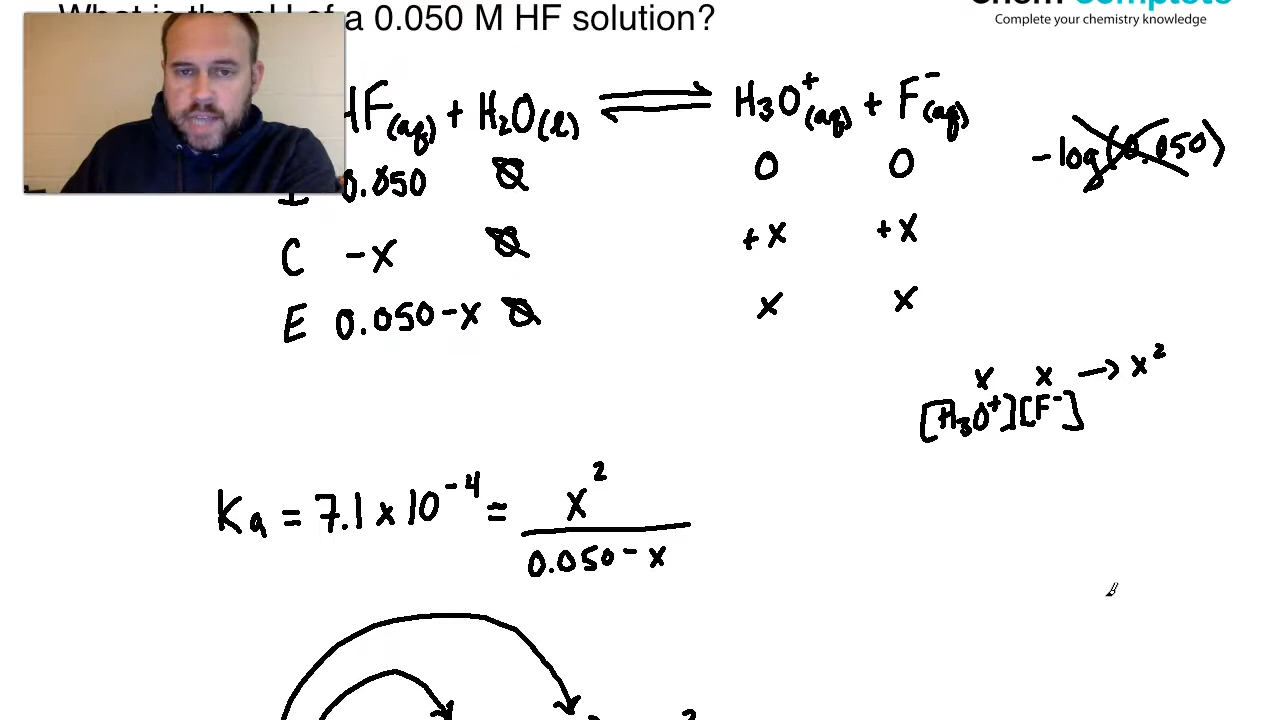 What is the pH of a 0.050 M HF solution?
Complete your chemistry knowledge
HF(aq) + H₂O(l) ⇌ H₃O⁺(aq) + F⁻(aq)
-log(0.050)
I 0.050 0 0
C -x +x +x
E 0.050-x x x
x x → x²
[H₃O⁺][F⁻]
Ka = 7.1 x 10⁻⁴ = x²
0.050 - x
2